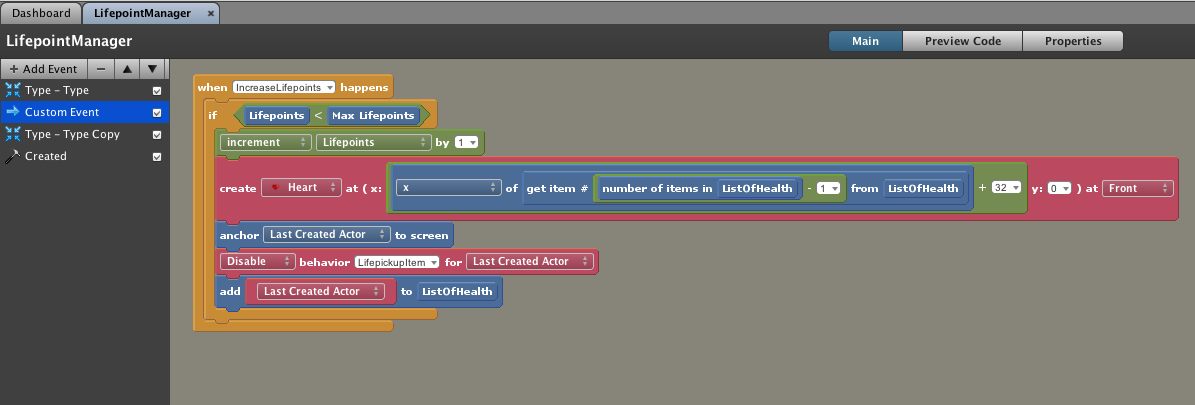 Dashboard LifepointManager ×
LifepointManager Main Preview Code Properties
+ Add Event − ▲ ▼
Type - Type
Custom Event
Type - Type Copy
Created
when IncreaseLifepoints happens
if Lifepoints < Max Lifepoints
increment Lifepoints by 1
create Heart at ( x: x of get item # number of items in ListOfHealth - 1 from ListOfHealth + 32 y: 0 ) at Front
anchor Last Created Actor to screen
Disable behavior LifepickupItem for Last Created Actor
add Last Created Actor to ListOfHealth